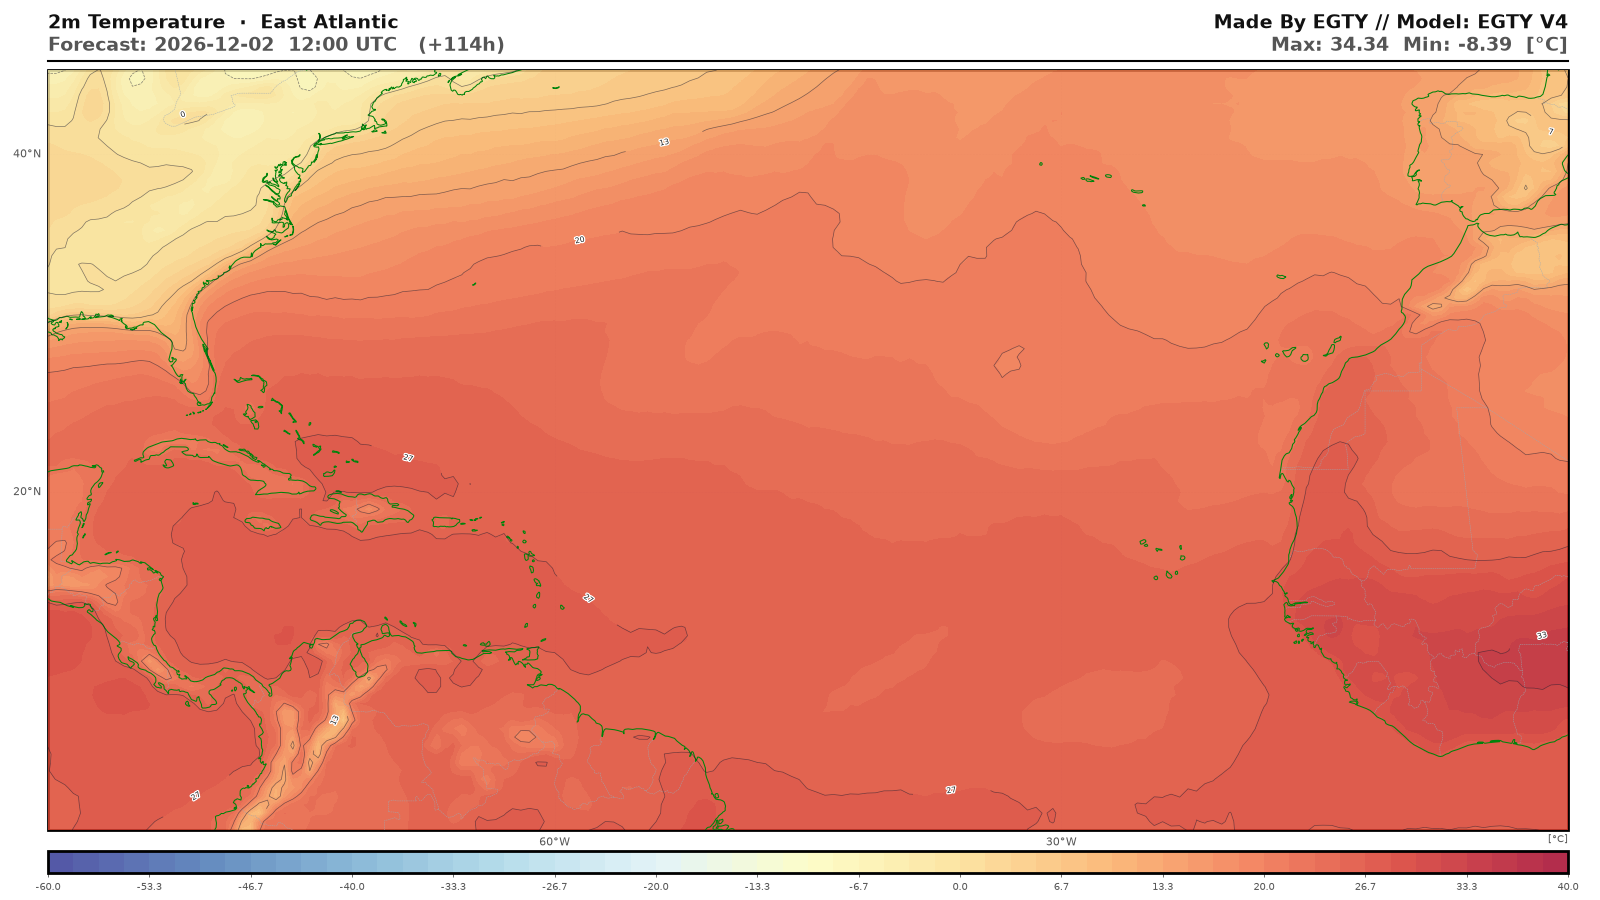 2m Temperature · East Atlantic
Made By EGTY // Model: EGTY V4
Forecast: 2026-12-02 12:00 UTC (+114h)
Max: 34.34 Min: -8.39 [°C]
0
7
13
40°N
20
27
20°N
27
33
13
27
27
60°W
30°W
[°C]
-60.0 -53.3 -46.7 -40.0 -33.3 -26.7 -20.0 -13.3 -6.7 0.0 6.7 13.3 20.0 26.7 33.3 40.0